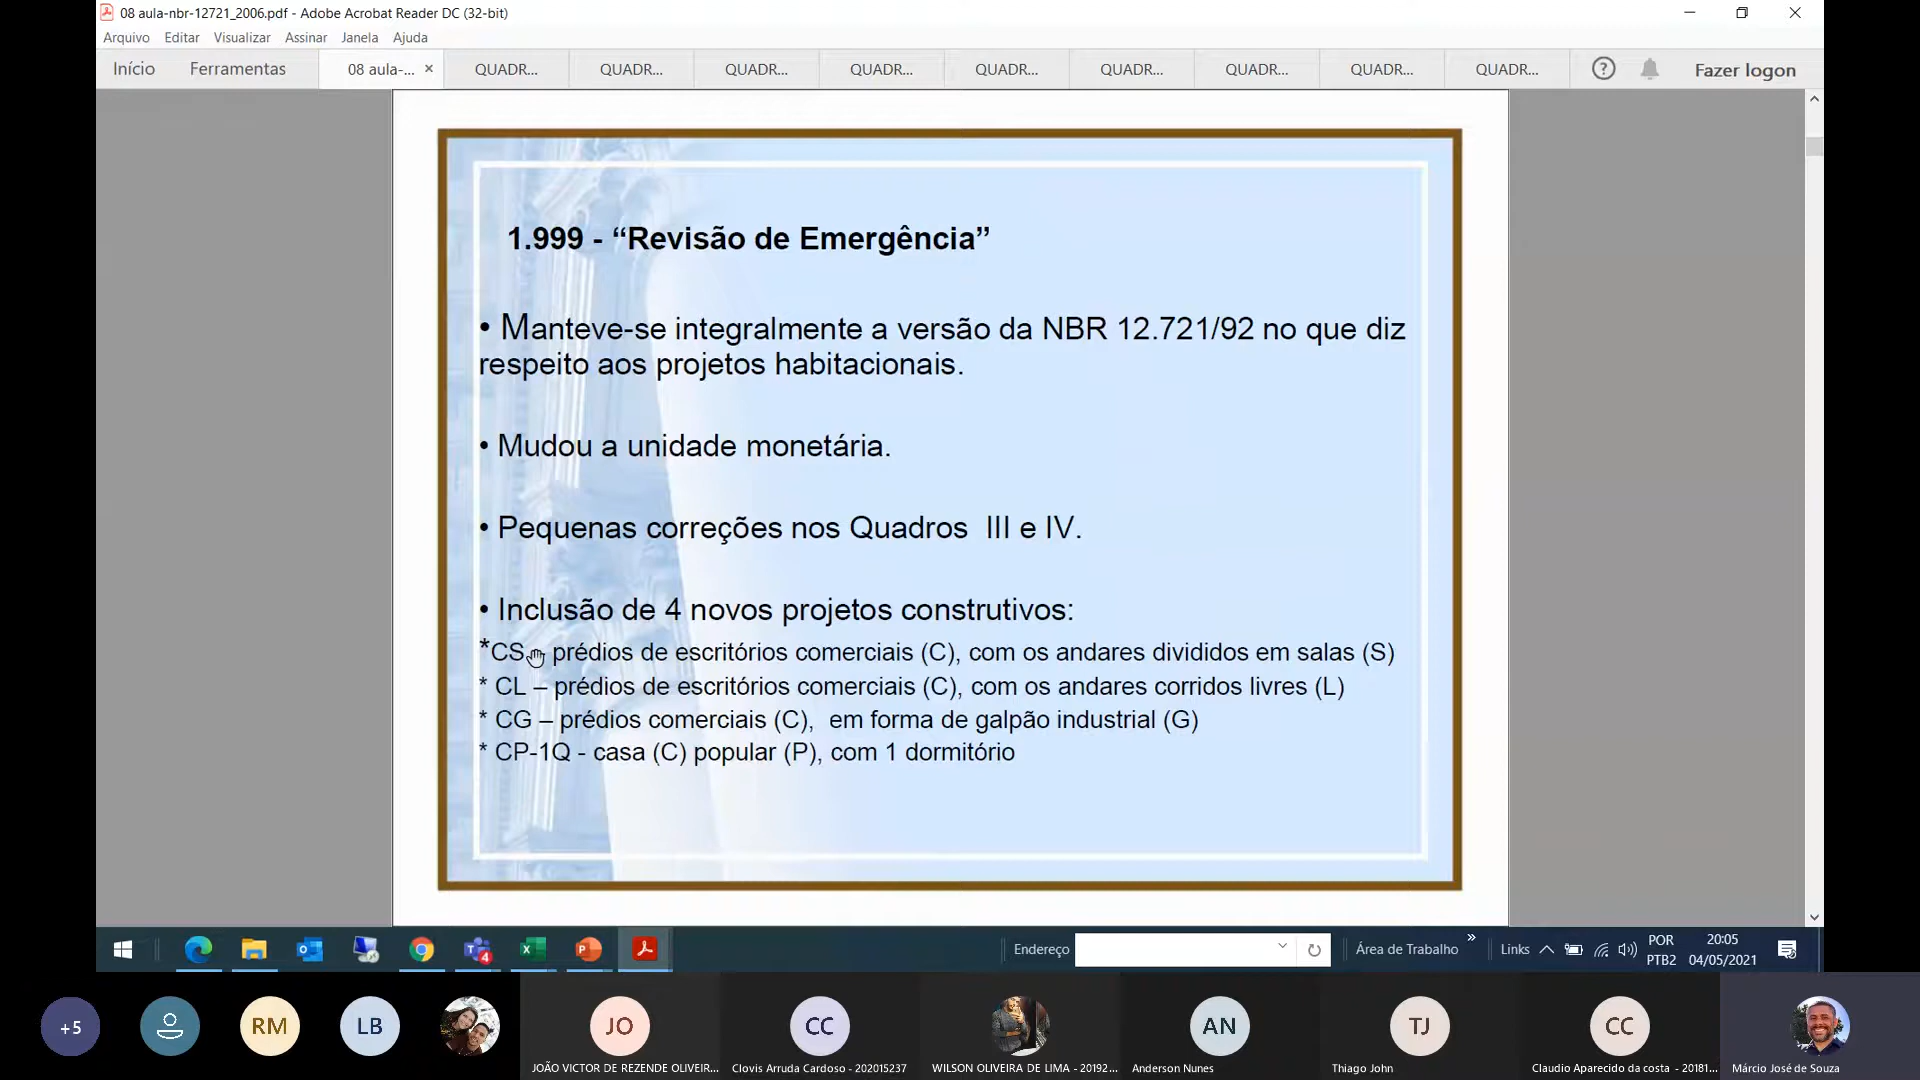 08 aula-nbr-12721_2006.pdf - Adobe Acrobat Reader DC (32-bit)
Arquivo Editar Visualizar Assinar Janela Ajuda
Início Ferramentas 08 aula-... × QUADR... QUADR... QUADR... QUADR... QUADR... QUADR... QUADR... QUADR... QUADR... Fazer logon
1.999 - “Revisão de Emergência”
• Manteve-se integralmente a versão da NBR 12.721/92 no que diz
respeito aos projetos habitacionais.
• Mudou a unidade monetária.
• Pequenas correções nos Quadros III e IV.
• Inclusão de 4 novos projetos construtivos:
*CS prédios de escritórios comerciais (C), com os andares divididos em salas (S)
* CL – prédios de escritórios comerciais (C), com os andares corridos livres (L)
* CG – prédios comerciais (C), em forma de galpão industrial (G)
* CP-1Q - casa (C) popular (P), com 1 dormitório
Endereço Área de Trabalho » Links POR 20:05
PTB2 04/05/2021
4
+5 RM LB JO CC AN TJ CC
JOÃO VICTOR DE REZENDE OLIVEIR... Clovis Arruda Cardoso - 202015237 WILSON OLIVEIRA DE LIMA - 20192... Anderson Nunes Thiago John Claudio Aparecido da costa - 20181... Márcio José de Souza